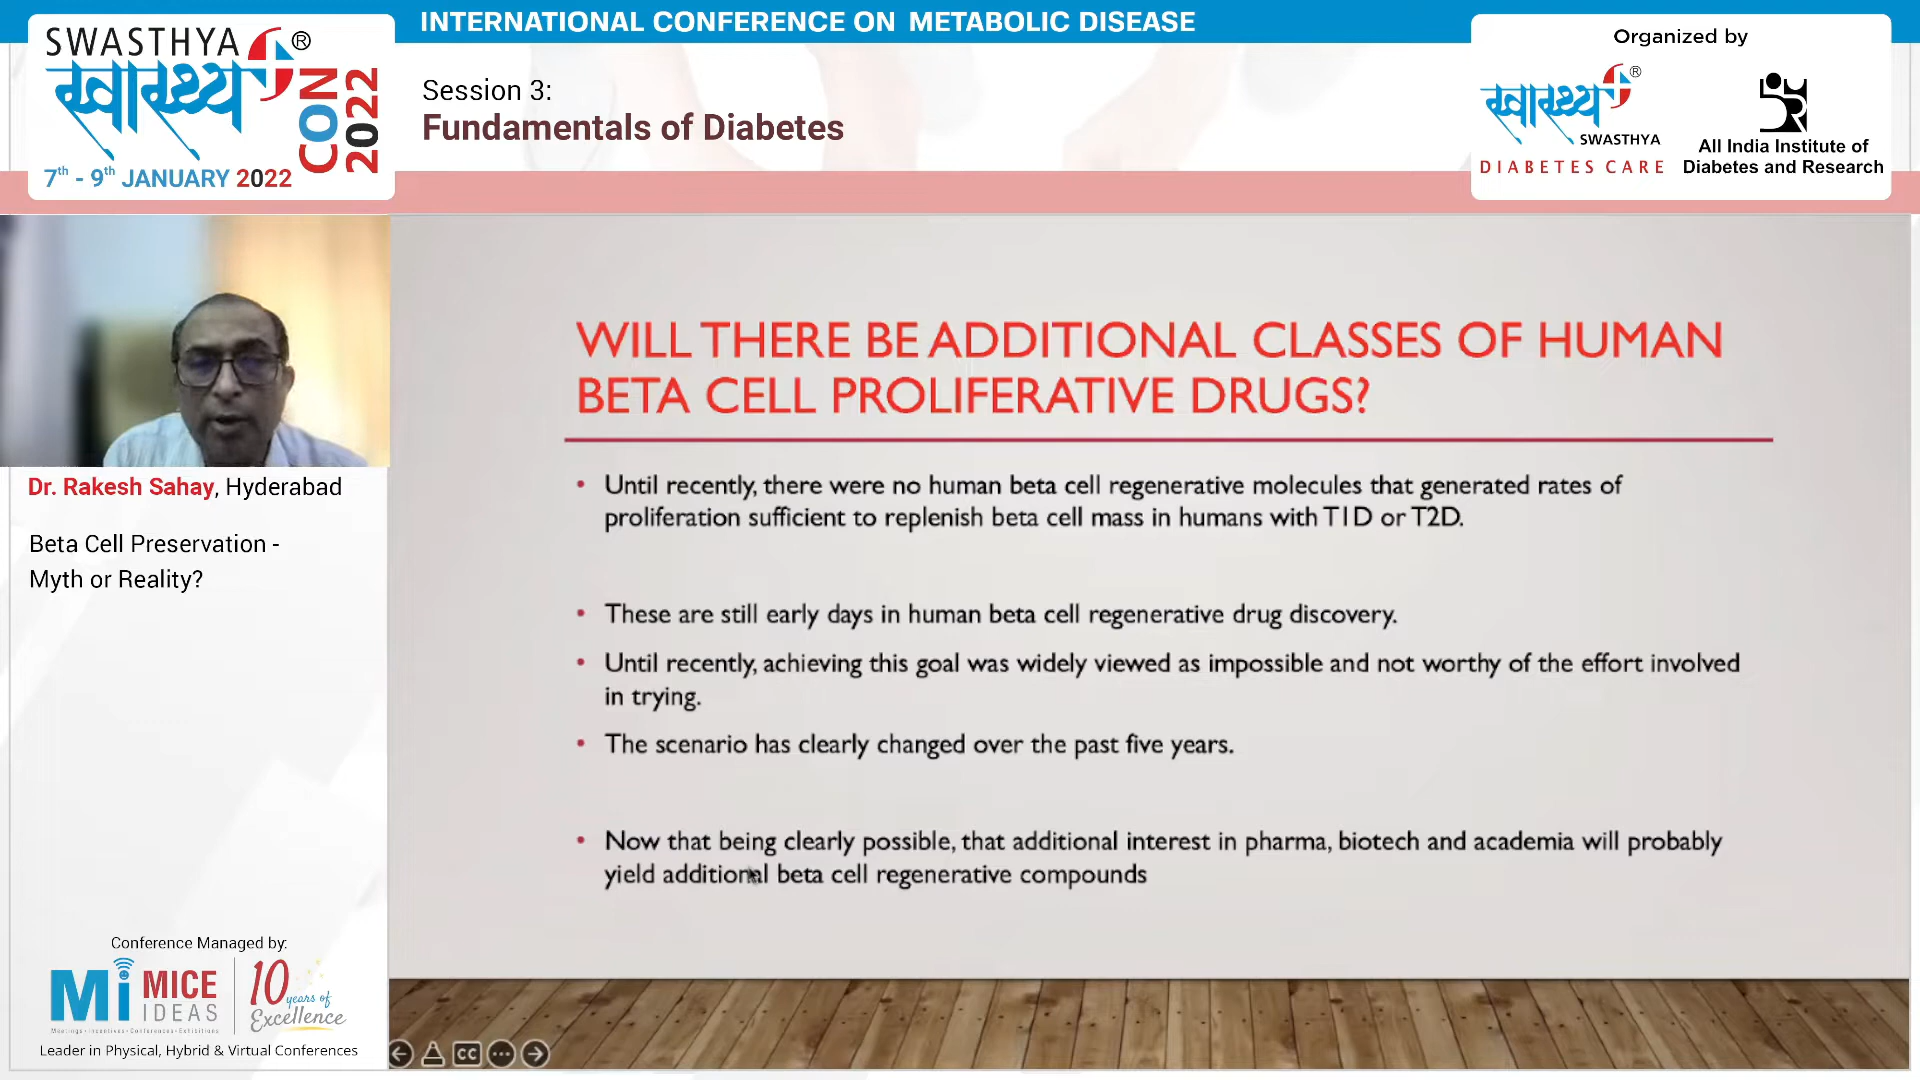 INTERNATIONAL CONFERENCE ON METABOLIC DISEASE
SWASTHYA
स्वास्थ्य
®
CON
2022
7th - 9th JANUARY 2022
Session 3:
Fundamentals of Diabetes
Organized by
स्वास्थ्य
®
SWASTHYA
DIABETES CARE
All India Institute of
Diabetes and Research
Dr. Rakesh Sahay, Hyderabad
Beta Cell Preservation -
Myth or Reality?
WILL THERE BE ADDITIONAL CLASSES OF HUMAN
BETA CELL PROLIFERATIVE DRUGS?
• Until recently, there were no human beta cell regenerative molecules that generated rates of
proliferation sufficient to replenish beta cell mass in humans with T1D or T2D.
• These are still early days in human beta cell regenerative drug discovery.
• Until recently, achieving this goal was widely viewed as impossible and not worthy of the effort involved
in trying.
• The scenario has clearly changed over the past five years.
• Now that being clearly possible, that additional interest in pharma, biotech and academia will probably
yield additional beta cell regenerative compounds
Conference Managed by:
Mi MICE
IDEAS
Meetings • Incentives • Conferences • Exhibitions
10
years of
Excellence
Leader in Physical, Hybrid & Virtual Conferences
CC